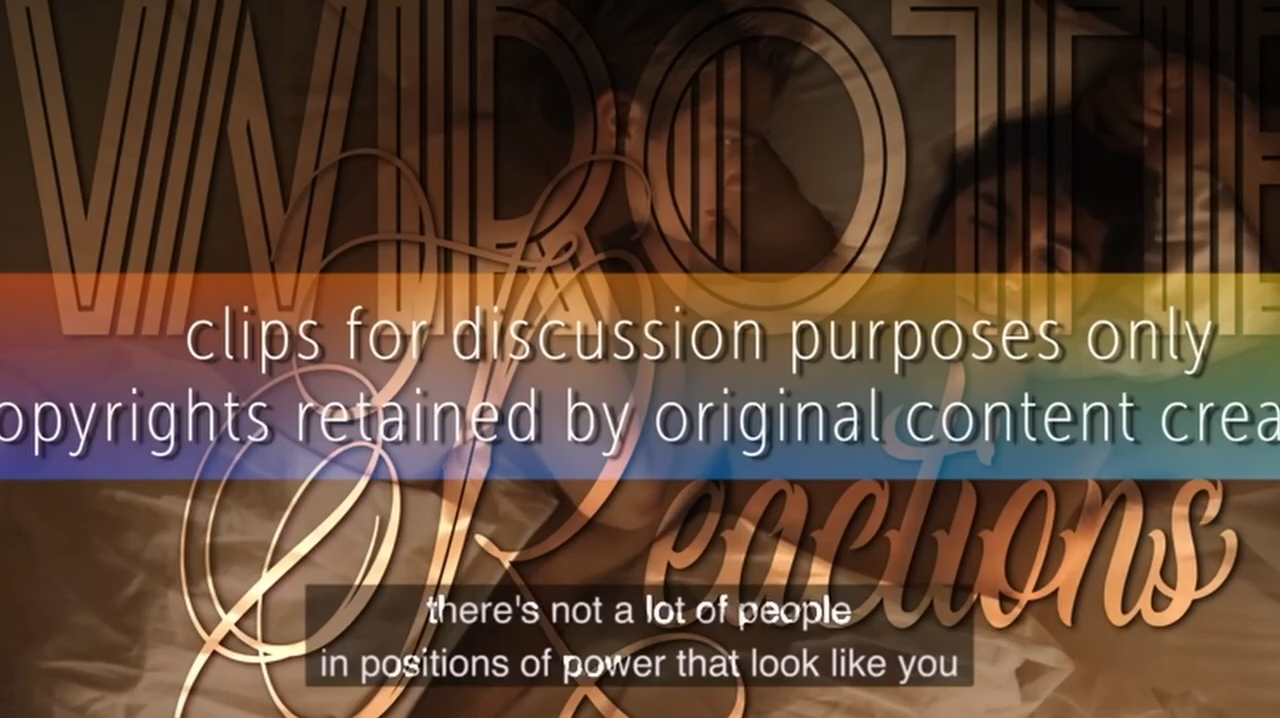 WBOTTE
clips for discussion purposes only
opyrights retained by original content crea
Reactions
there's not a lot of people
in positions of power that look like you